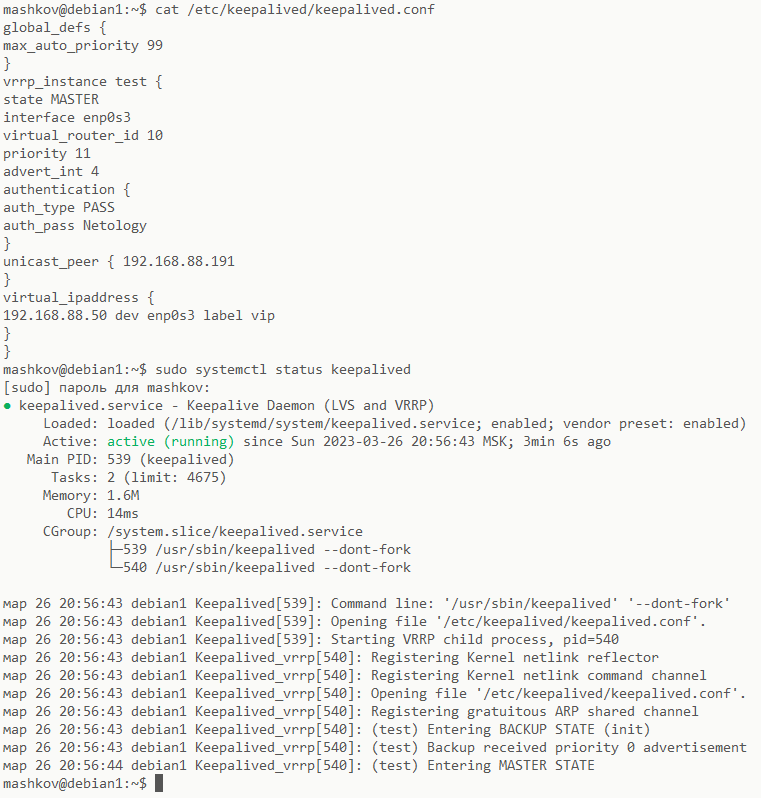 mashkov@debian1:~$ cat /etc/keepalived/keepalived.conf
global_defs {
max_auto_priority 99
}
vrrp_instance test {
state MASTER
interface enp0s3
virtual_router_id 10
priority 11
advert_int 4
authentication {
auth_type PASS
auth_pass Netology
}
unicast_peer { 192.168.88.191
}
virtual_ipaddress {
192.168.88.50 dev enp0s3 label vip
}
}
mashkov@debian1:~$ sudo systemctl status keepalived
[sudo] пароль для mashkov:
● keepalived.service - Keepalive Daemon (LVS and VRRP)
     Loaded: loaded (/lib/systemd/system/keepalived.service; enabled; vendor preset: enabled)
     Active: active (running) since Sun 2023-03-26 20:56:43 MSK; 3min 6s ago
   Main PID: 539 (keepalived)
      Tasks: 2 (limit: 4675)
     Memory: 1.6M
        CPU: 14ms
     CGroup: /system.slice/keepalived.service
             ├─539 /usr/sbin/keepalived --dont-fork
             └─540 /usr/sbin/keepalived --dont-fork

мар 26 20:56:43 debian1 Keepalived[539]: Command line: '/usr/sbin/keepalived' '--dont-fork'
мар 26 20:56:43 debian1 Keepalived[539]: Opening file '/etc/keepalived/keepalived.conf'.
мар 26 20:56:43 debian1 Keepalived[539]: Starting VRRP child process, pid=540
мар 26 20:56:43 debian1 Keepalived_vrrp[540]: Registering Kernel netlink reflector
мар 26 20:56:43 debian1 Keepalived_vrrp[540]: Registering Kernel netlink command channel
мар 26 20:56:43 debian1 Keepalived_vrrp[540]: Opening file '/etc/keepalived/keepalived.conf'.
мар 26 20:56:43 debian1 Keepalived_vrrp[540]: Registering gratuitous ARP shared channel
мар 26 20:56:43 debian1 Keepalived_vrrp[540]: (test) Entering BACKUP STATE (init)
мар 26 20:56:43 debian1 Keepalived_vrrp[540]: (test) Backup received priority 0 advertisement
мар 26 20:56:44 debian1 Keepalived_vrrp[540]: (test) Entering MASTER STATE
mashkov@debian1:~$